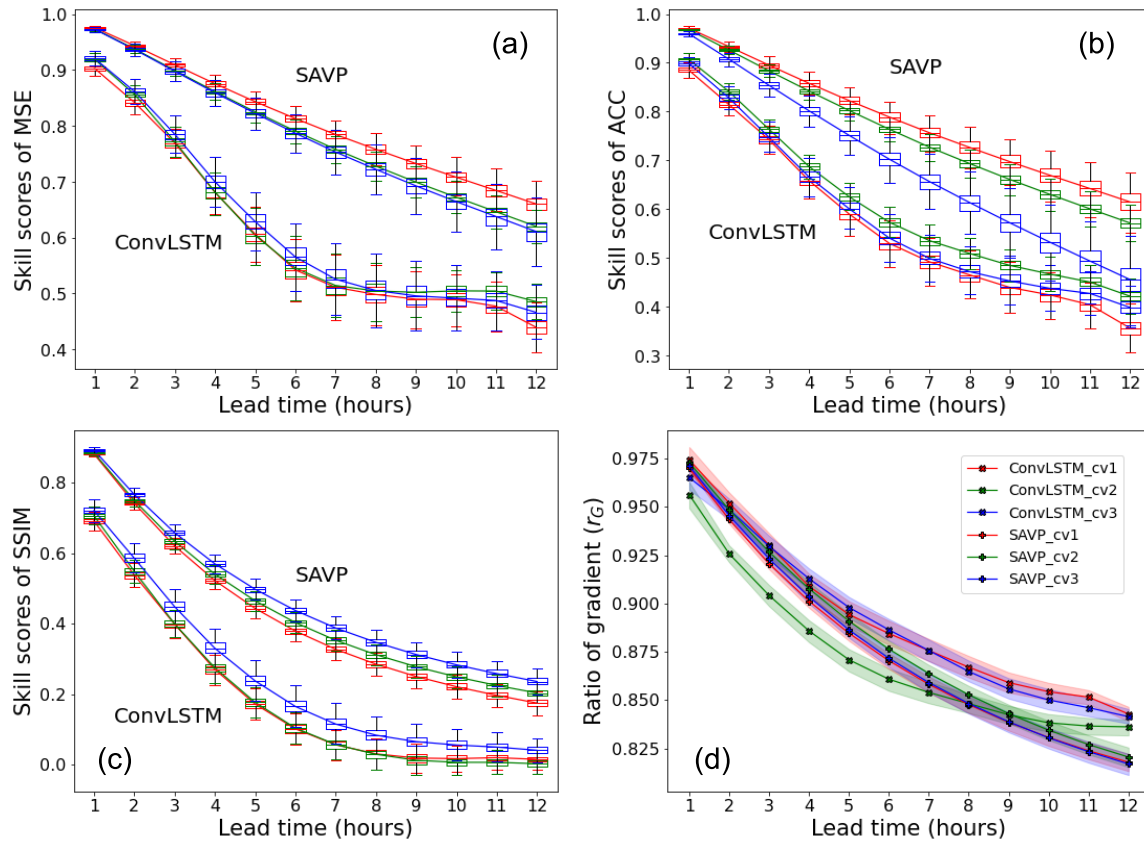 (a)
SAVP
ConvLSTM
Skill scores of MSE
1.0
0.9
0.8
0.7
0.6
0.5
0.4
1 2 3 4 5 6 7 8 9 10 11 12
Lead time (hours)
(b)
SAVP
ConvLSTM
Skill scores of ACC
1.0
0.9
0.8
0.7
0.6
0.5
0.4
0.3
1 2 3 4 5 6 7 8 9 10 11 12
Lead time (hours)
SAVP
ConvLSTM
(c)
Skill scores of SSIM
0.8
0.6
0.4
0.2
0.0
1 2 3 4 5 6 7 8 9 10 11 12
Lead time (hours)
ConvLSTM_cv1
ConvLSTM_cv2
ConvLSTM_cv3
SAVP_cv1
SAVP_cv2
SAVP_cv3
(d)
Ratio of gradient (rG)
0.975
0.950
0.925
0.900
0.875
0.850
0.825
1 2 3 4 5 6 7 8 9 10 11 12
Lead time (hours)